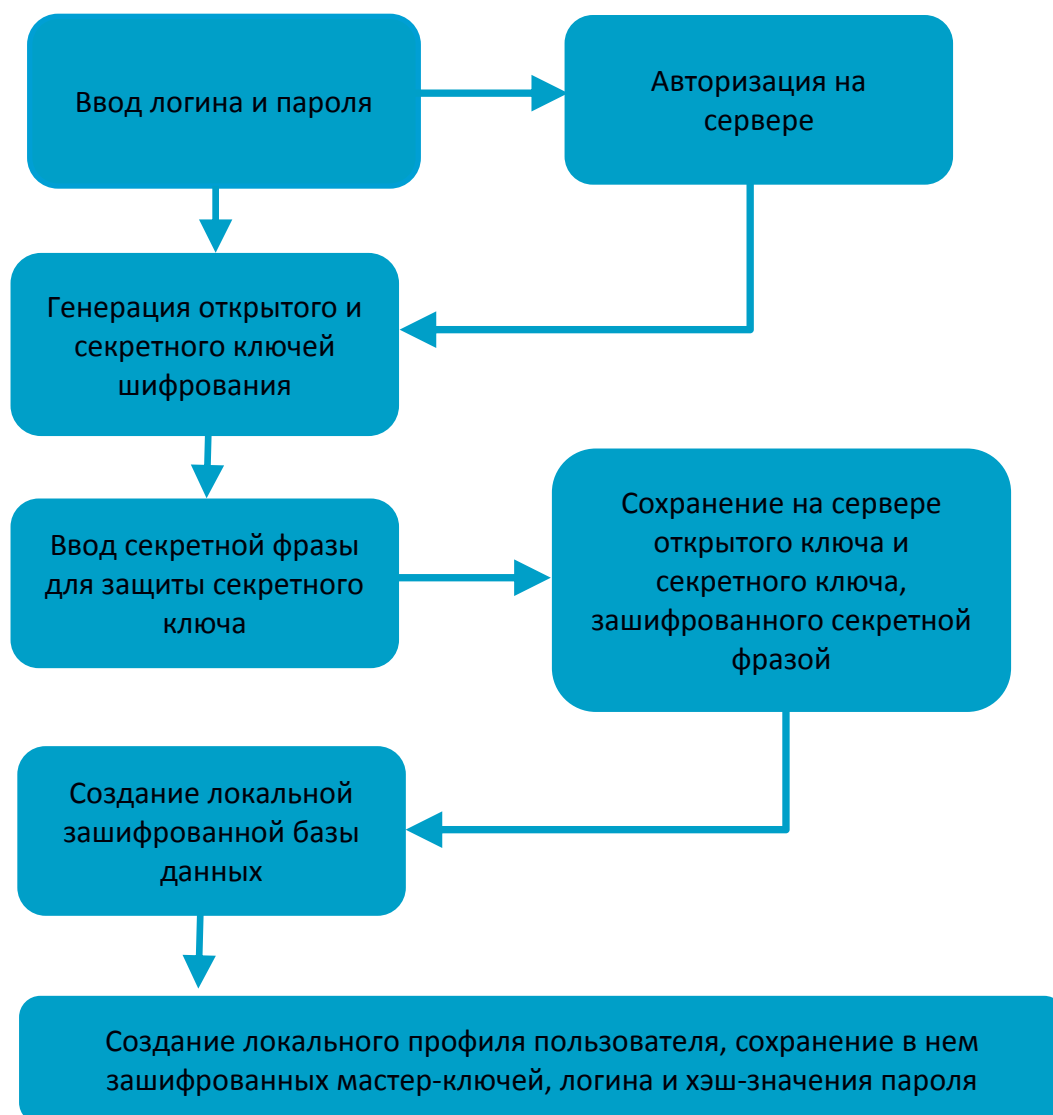 Ввод логина и пароля
Авторизация на
сервере
Генерация открытого и
секретного ключей
шифрования
Ввод секретной фразы
для защиты секретного
ключа
Сохранение на сервере
открытого ключа и
секретного ключа,
зашифрованного секретной
фразой
Создание локальной
зашифрованной базы
данных
Создание локального профиля пользователя, сохранение в нем
зашифрованных мастер-ключей, логина и хэш-значения пароля